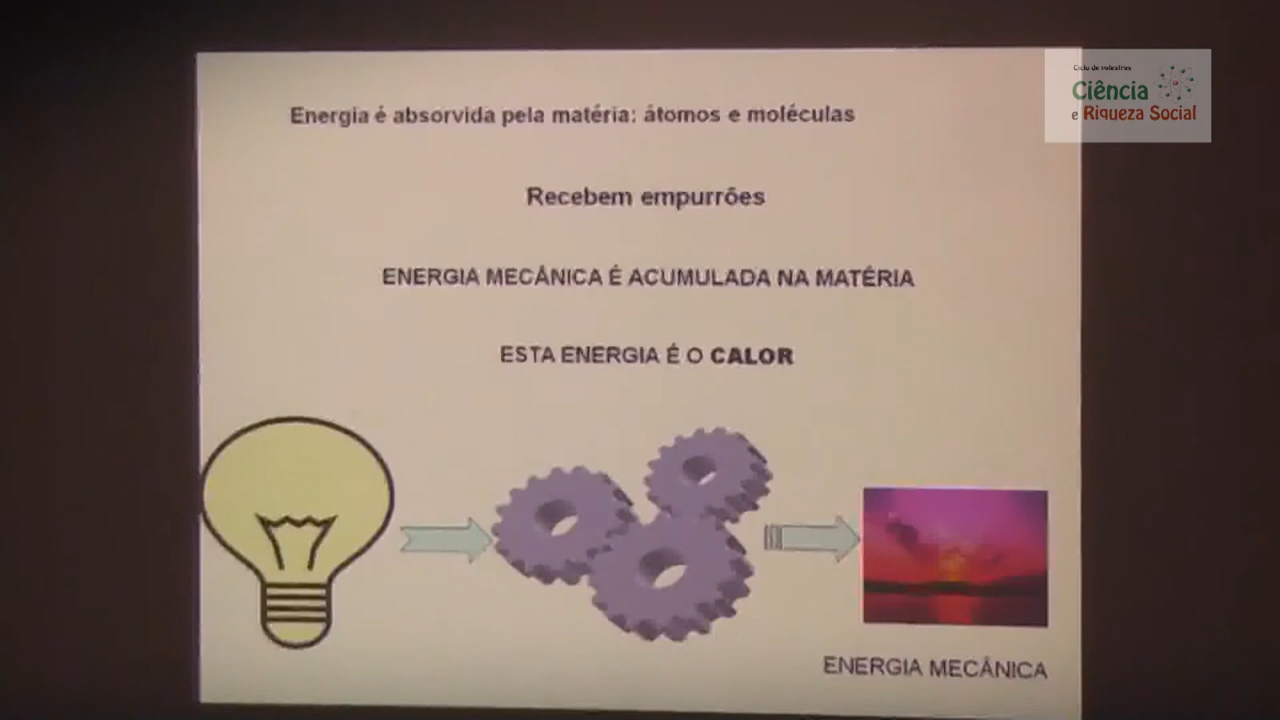 Ciclo de palestras
Ciência
e Riqueza Social
Energia é absorvida pela matéria: átomos e moléculas
Recebem empurrões
ENERGIA MECÂNICA É ACUMULADA NA MATÉRIA
ESTA ENERGIA É O CALOR
ENERGIA MECÂNICA